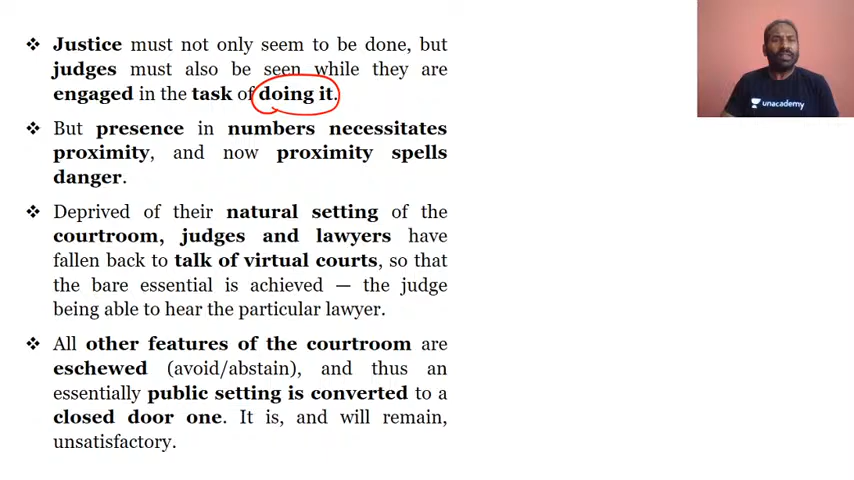 ❖ Justice must not only seem to be done, but
judges must also be seen while they are
engaged in the task of doing it.
❖ But presence in numbers necessitates
proximity, and now proximity spells
danger.
❖ Deprived of their natural setting of the
courtroom, judges and lawyers have
fallen back to talk of virtual courts, so that
the bare essential is achieved — the judge
being able to hear the particular lawyer.
❖ All other features of the courtroom are
eschewed (avoid/abstain), and thus an
essentially public setting is converted to a
closed door one. It is, and will remain,
unsatisfactory.
unacademy